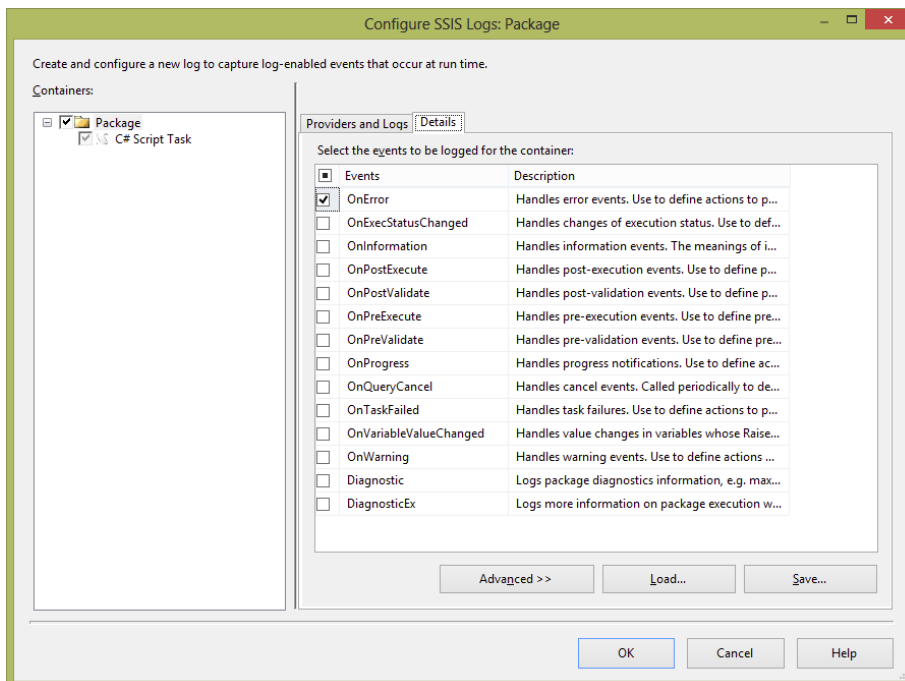 Configure SSIS Logs: Package
Create and configure a new log to capture log-enabled events that occur at run time.
Containers:
Package
C# Script Task
Providers and Logs
Details
Select the events to be logged for the container:
Events Description
OnError Handles error events. Use to define actions to p...
OnExecStatusChanged Handles changes of execution status. Use to def...
OnInformation Handles information events. The meanings of i...
OnPostExecute Handles post-execution events. Use to define p...
OnPostValidate Handles post-validation events. Use to define p...
OnPreExecute Handles pre-execution events. Use to define pre...
OnPreValidate Handles pre-validation events. Use to define pre...
OnProgress Handles progress notifications. Use to define ac...
OnQueryCancel Handles cancel events. Called periodically to de...
OnTaskFailed Handles task failures. Use to define actions to p...
OnVariableValueChanged Handles value changes in variables whose Raise...
OnWarning Handles warning events. Use to define actions ...
Diagnostic Logs package diagnostics information, e.g. max...
DiagnosticEx Logs more information on package execution w...
Advanced >> Load... Save...
OK Cancel Help